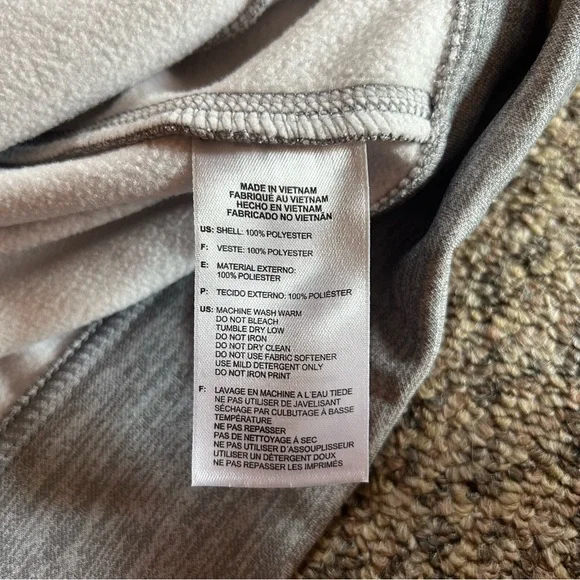 MADE IN VIETNAM
FABRIQUÉ AU VIETNAM
HECHO EN VIETNAM
FABRICADO NO VIETNÁN
US: SHELL: 100% POLYESTER
F: VESTE: 100% POLYESTER
E: MATERIAL EXTERNO:
100% POLIESTER
P: TECIDO EXTERNO: 100% POLIÉSTER
US: MACHINE WASH WARM
DO NOT BLEACH
TUMBLE DRY LOW
DO NOT IRON
DO NOT DRY CLEAN
DO NOT USE FABRIC SOFTENER
USE MILD DETERGENT ONLY
DO NOT IRON PRINT
F: LAVAGE EN MACHINE A L'EAU TIEDE
NE PAS UTILISER DE JAVELISANT
SÉCHAGE PAR CULBUTAGE À BASSE
TEMPÉRATURE
NE PAS REPASSER
PAS DE NETTOYAGE À SEC
NE PAS UTILISER D'ASSOUPLISSEUR
UTILISER UN DÉTERGENT DOUX
NE PAS REPASSER LES IMPRIMÉS